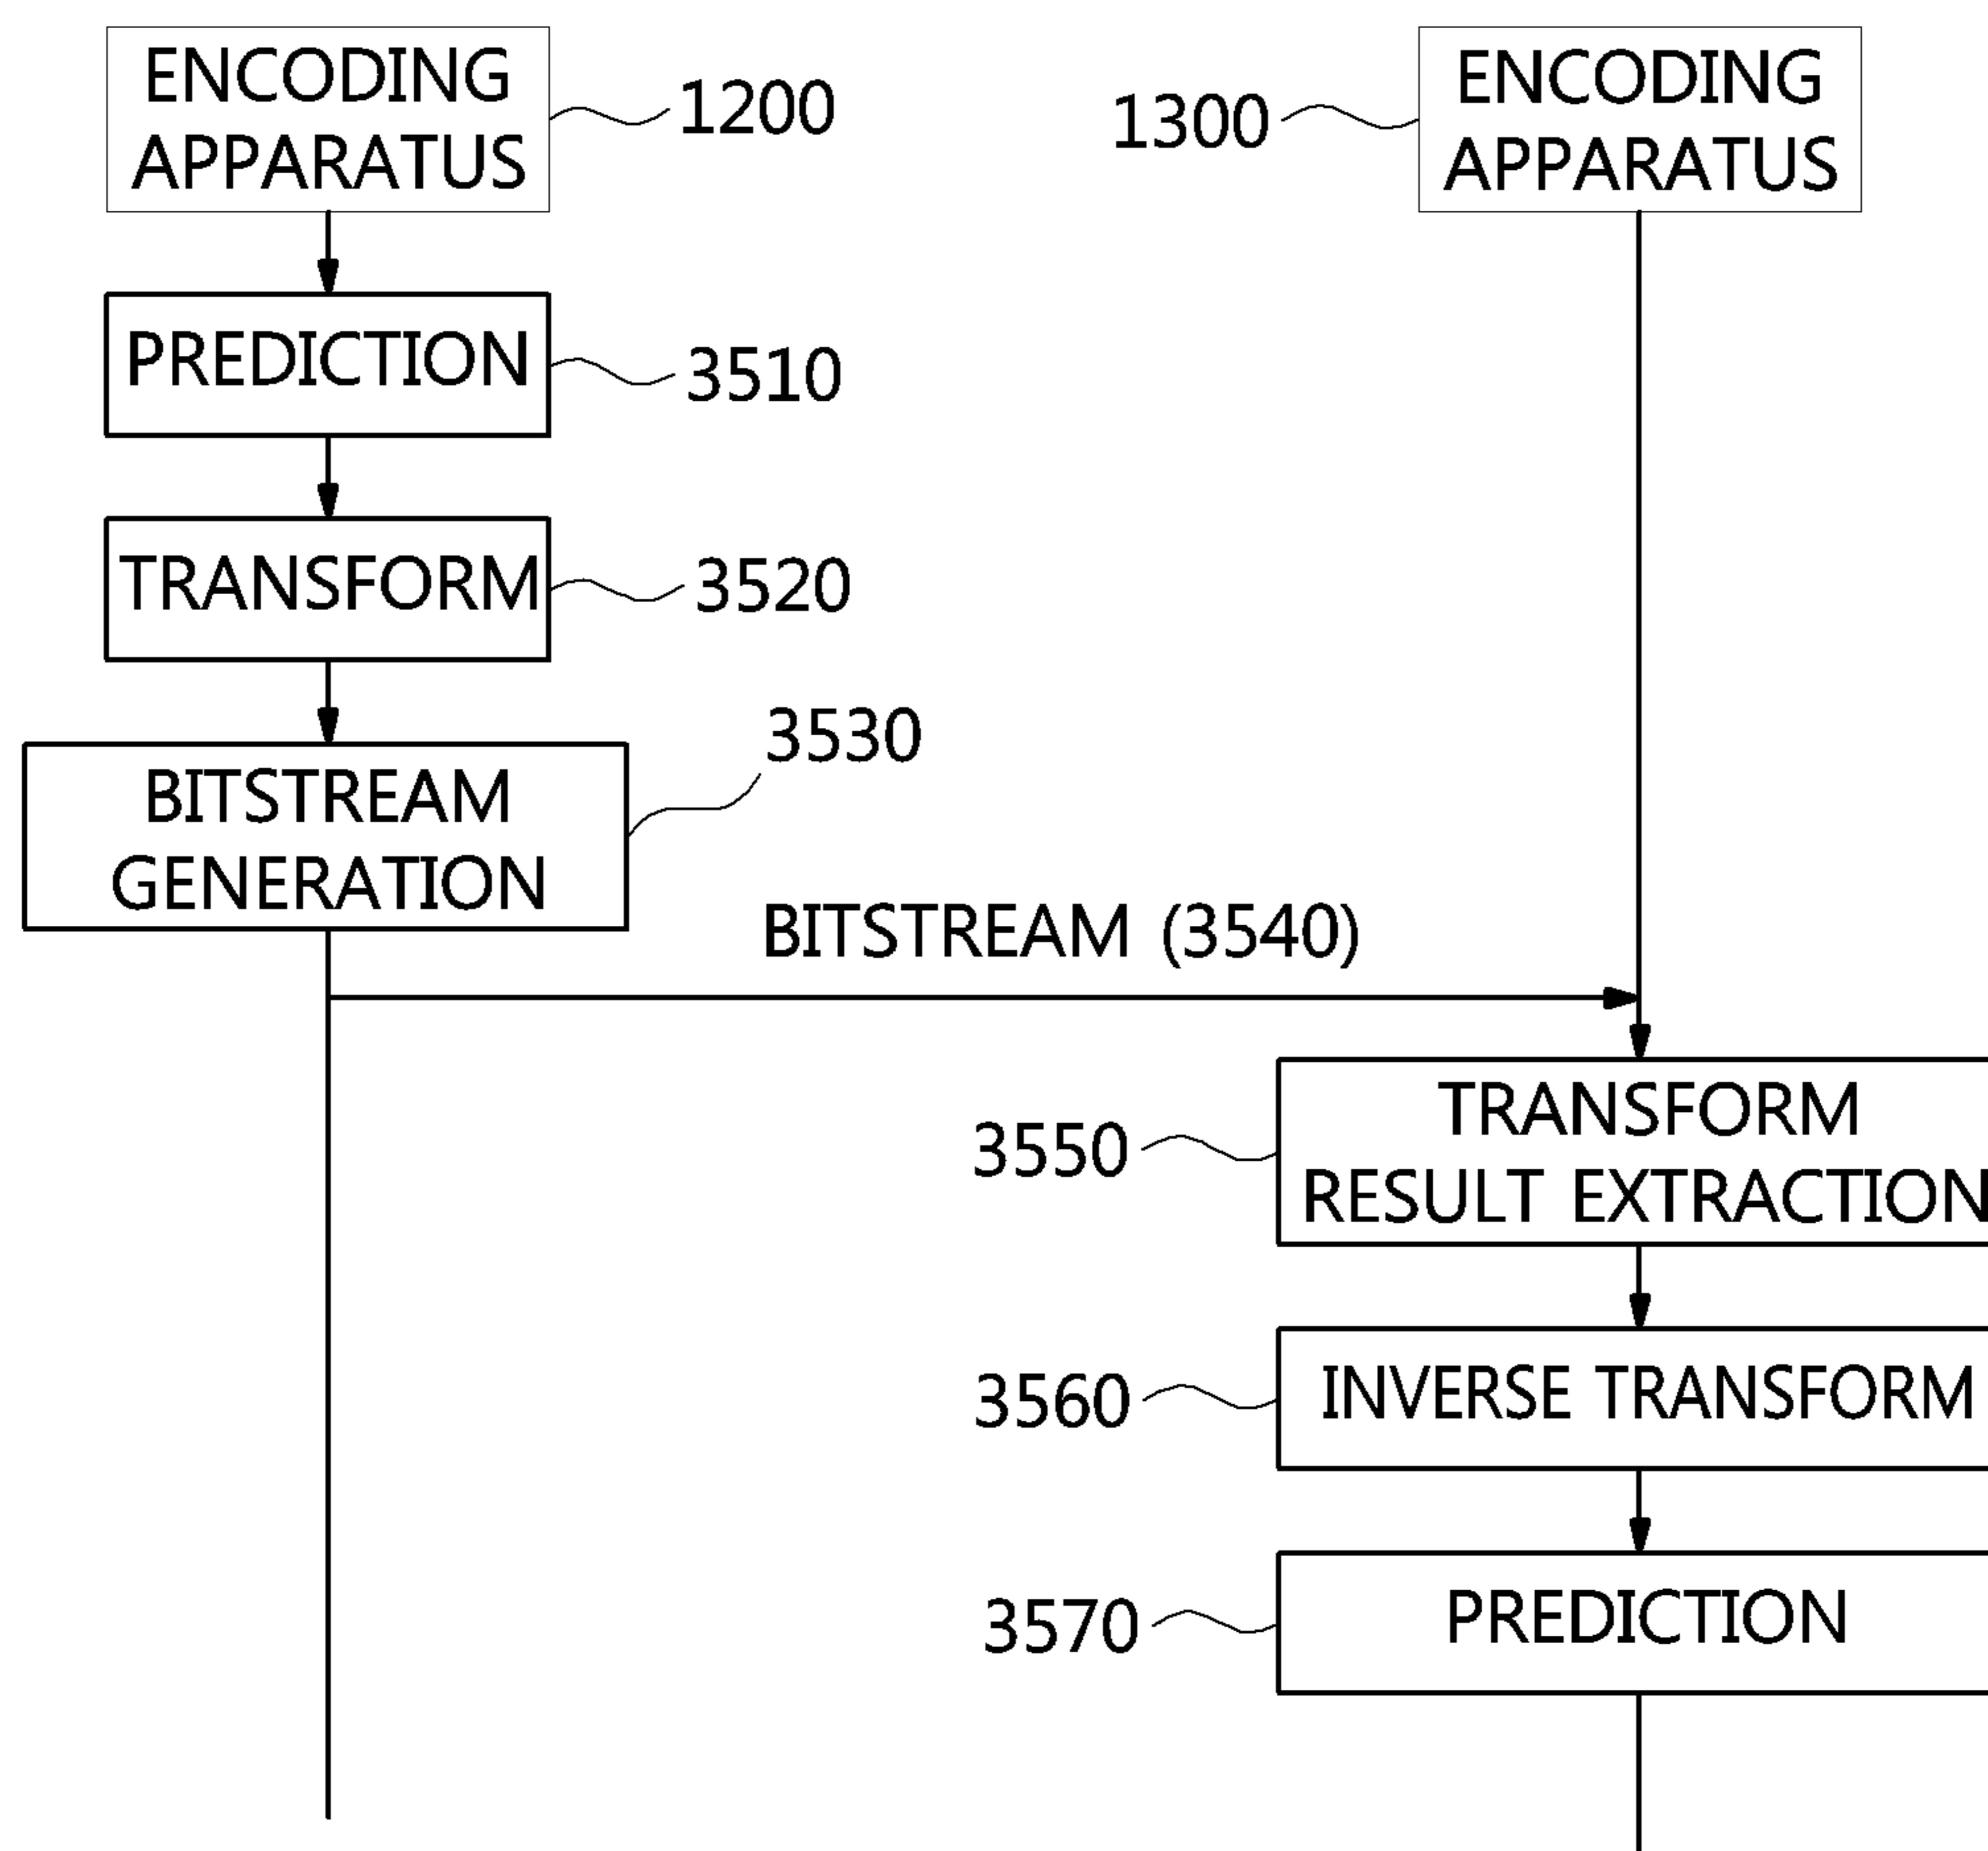 ENCODING
APPARATUS
1200
1300
ENCODING
APPARATUS
PREDICTION
3510
TRANSFORM
3520
3530
BITSTREAM
GENERATION
BITSTREAM (3540)
TRANSFORM
RESULT EXTRACTION
3550
INVERSE TRANSFORM
3560
PREDICTION
3570